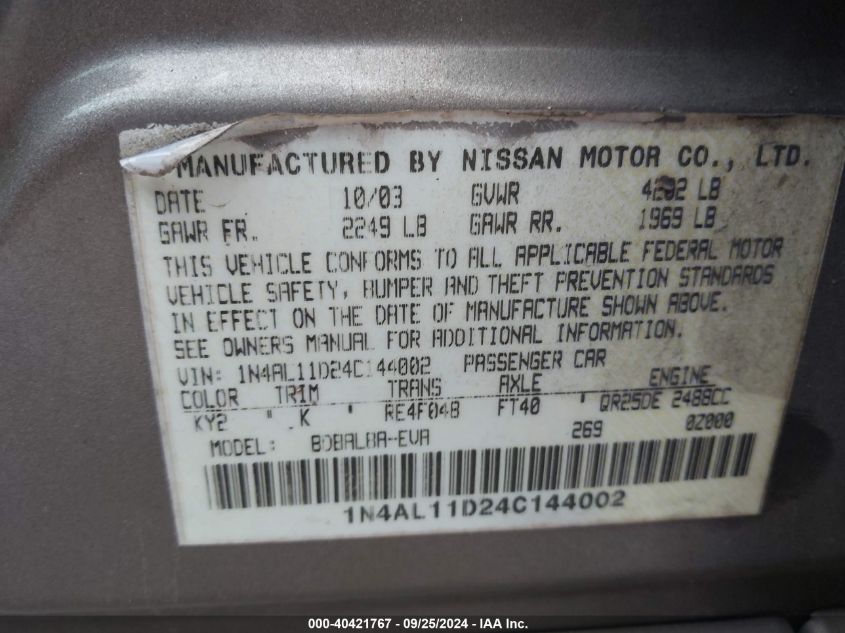 MANUFACTURED BY NISSAN MOTOR CO., LTD.
DATE 10/03 GVWR 4202 LB
GAWR FR. 2249 LB GAWR RR. 1969 LB
THIS VEHICLE CONFORMS TO ALL APPLICABLE FEDERAL MOTOR
VEHICLE SAFETY, BUMPER AND THEFT PREVENTION STANDARDS
IN EFFECT ON THE DATE OF MANUFACTURE SHOWN ABOVE.
SEE OWNERS MANUAL FOR ADDITIONAL INFORMATION.
VIN: 1N4AL11D24C144002 PASSENGER CAR
COLOR TRIM TRANS AXLE ENGINE
KY2 K RE4F04B FT40 QR25DE 2488CC
MODEL: 269 0Z000
1N4AL11D24C144002
000-40421767 - 09/25/2024 - IAA Inc.